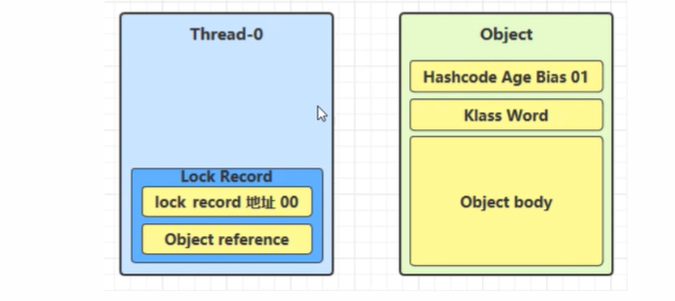 Thread-0
Lock Record
lock record 地址 00
Object reference
Object
Hashcode Age Bias 01
Klass Word
Object body